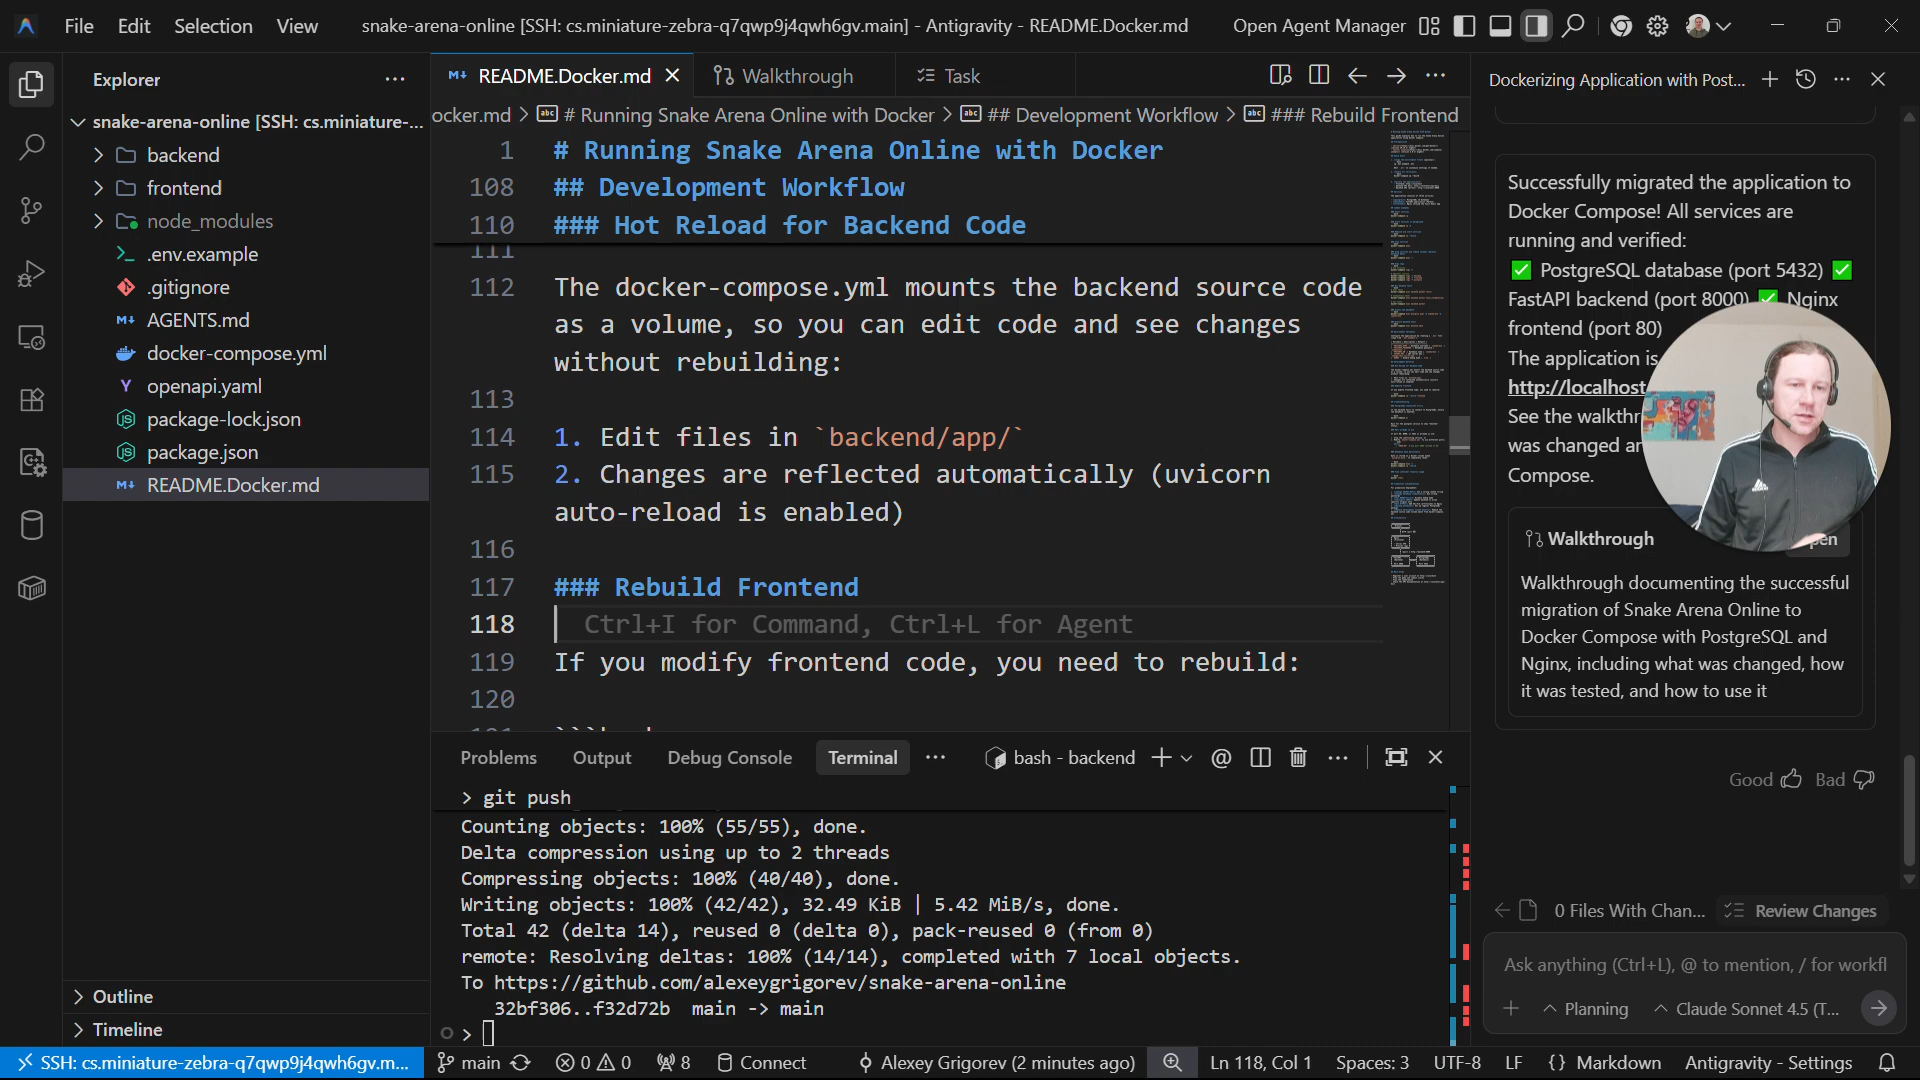 File Edit Selection View
snake-arena-online [SSH: cs.miniature-zebra-q7qwp9j4qwh6gv.main] - Antigravity - README.Docker.md
Open Agent Manager
Explorer
snake-arena-online [SSH: cs.miniature-...
backend
frontend
node_modules
.env.example
.gitignore
AGENTS.md
docker-compose.yml
openapi.yaml
package-lock.json
package.json
README.Docker.md
Outline
Timeline
README.Docker.md
Walkthrough
Task
ocker.md > # Running Snake Arena Online with Docker > ## Development Workflow > ### Rebuild Frontend
1 # Running Snake Arena Online with Docker
108 ## Development Workflow
110 ### Hot Reload for Backend Code
111
112 The docker-compose.yml mounts the backend source code
as a volume, so you can edit code and see changes
without rebuilding:
113
114 1. Edit files in `backend/app/`
115 2. Changes are reflected automatically (uvicorn
auto-reload is enabled)
116
117 ### Rebuild Frontend
118 Ctrl+I for Command, Ctrl+L for Agent
119 If you modify frontend code, you need to rebuild:
120
Problems Output Debug Console Terminal
bash - backend
> git push
Counting objects: 100% (55/55), done.
Delta compression using up to 2 threads
Compressing objects: 100% (40/40), done.
Writing objects: 100% (42/42), 32.49 KiB | 5.42 MiB/s, done.
Total 42 (delta 14), reused 0 (delta 0), pack-reused 0 (from 0)
remote: Resolving deltas: 100% (14/14), completed with 7 local objects.
To https://github.com/alexeygrigorev/snake-arena-online
32bf306..f32d72b main -> main
>
Dockerizing Application with Post...
Successfully migrated the application to
Docker Compose! All services are
running and verified:
✅ PostgreSQL database (port 5432) ✅
FastAPI backend (port 8000) ✅ Nginx
frontend (port 80)
The application is
http://localhost
See the walkthr
was changed an
Compose.
Walkthrough
Walkthrough documenting the successful
migration of Snake Arena Online to
Docker Compose with PostgreSQL and
Nginx, including what was changed, how
it was tested, and how to use it
Good Bad
0 Files With Chan... Review Changes
Ask anything (Ctrl+L), @ to mention, / for workfl
Planning Claude Sonnet 4.5 (T...
SSH: cs.miniature-zebra-q7qwp9j4qwh6gv.m... main 0 0 8 Connect Alexey Grigorev (2 minutes ago) Ln 118, Col 1 Spaces: 3 UTF-8 LF {} Markdown Antigravity - Settings